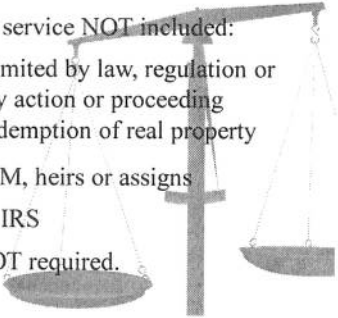 service NOT included:
mited by law, regulation or
y action or proceeding
demption of real property
M, heirs or assigns
IRS
OT required.